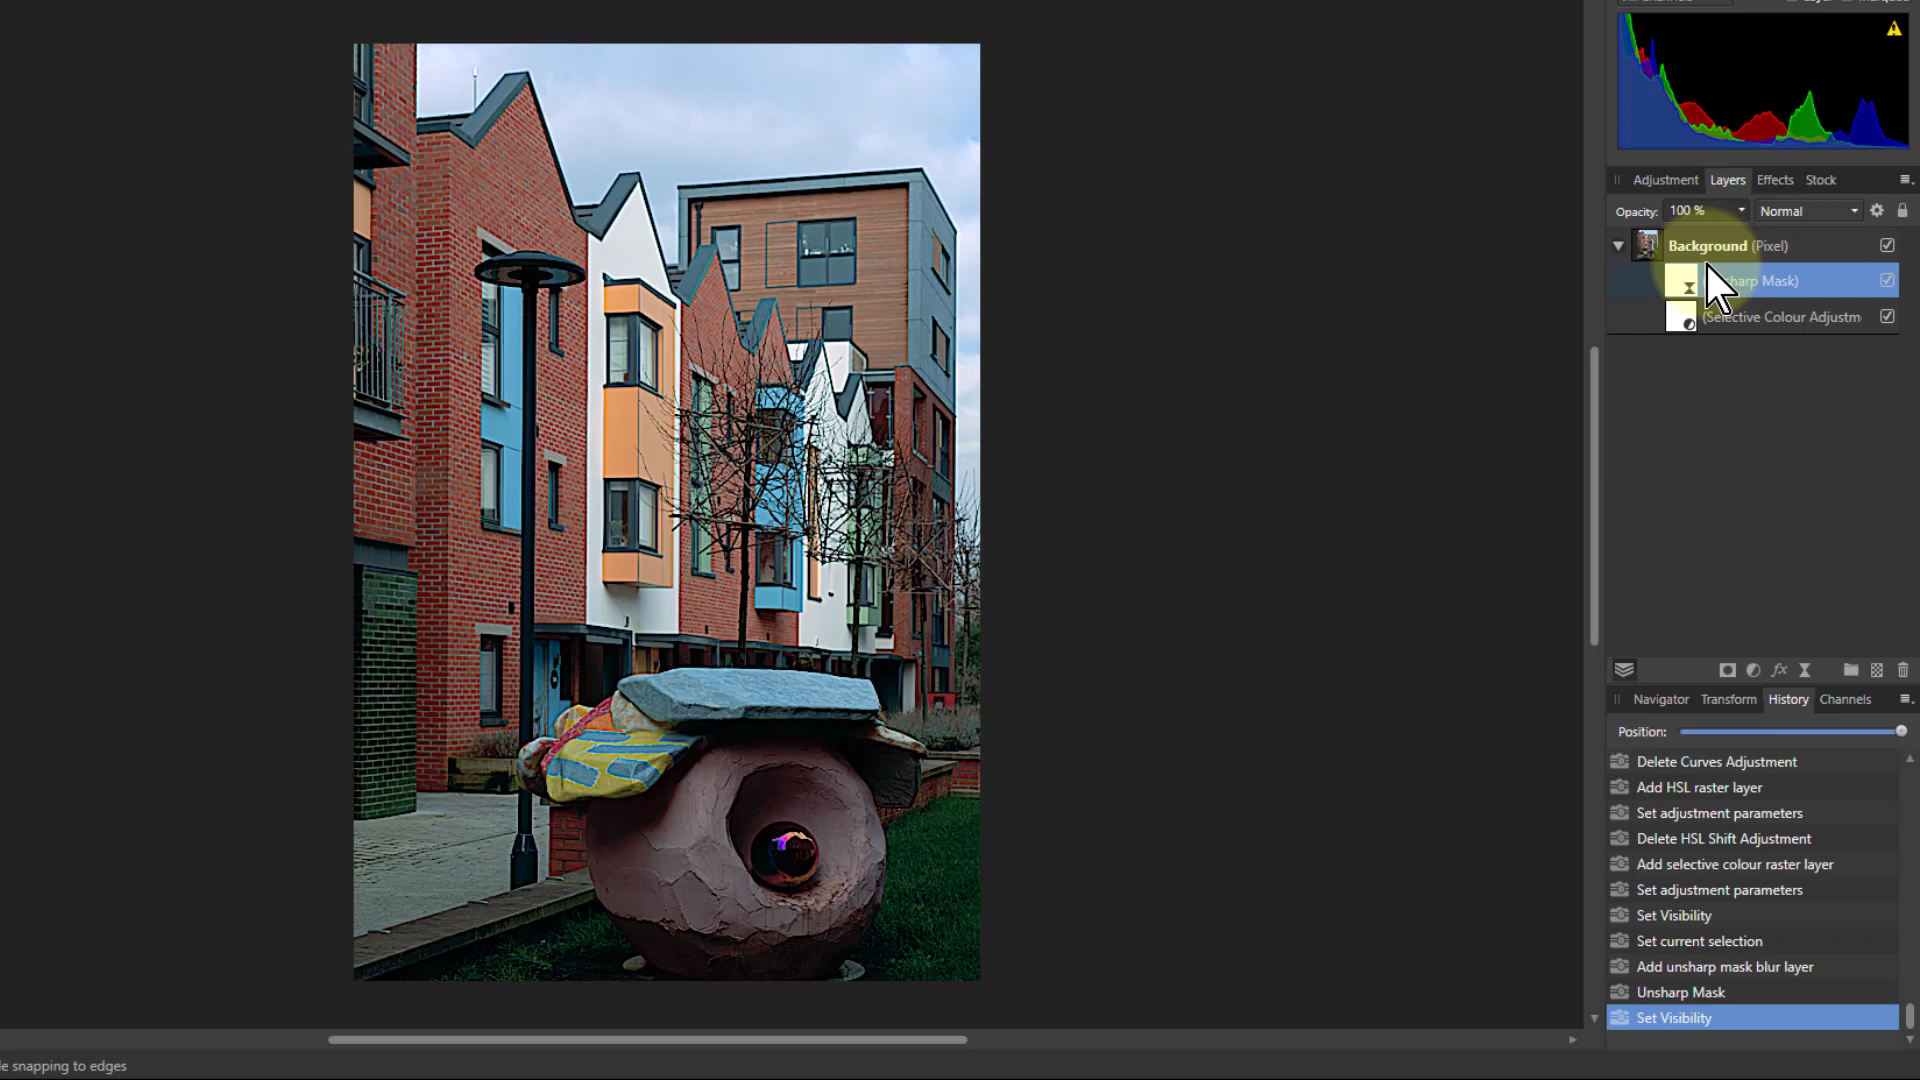 Adjustment Layers Effects Stock
Opacity: 100 % Normal
Background (Pixel)
Mask)
(Selective Colour Adjustm
Navigator Transform History Channels
Position:
Delete Curves Adjustment
Add HSL raster layer
Set adjustment parameters
Delete HSL Shift Adjustment
Add selective colour raster layer
Set adjustment parameters
Set Visibility
Set current selection
Add unsharp mask blur layer
Unsharp Mask
Set Visibility
snapping to edges